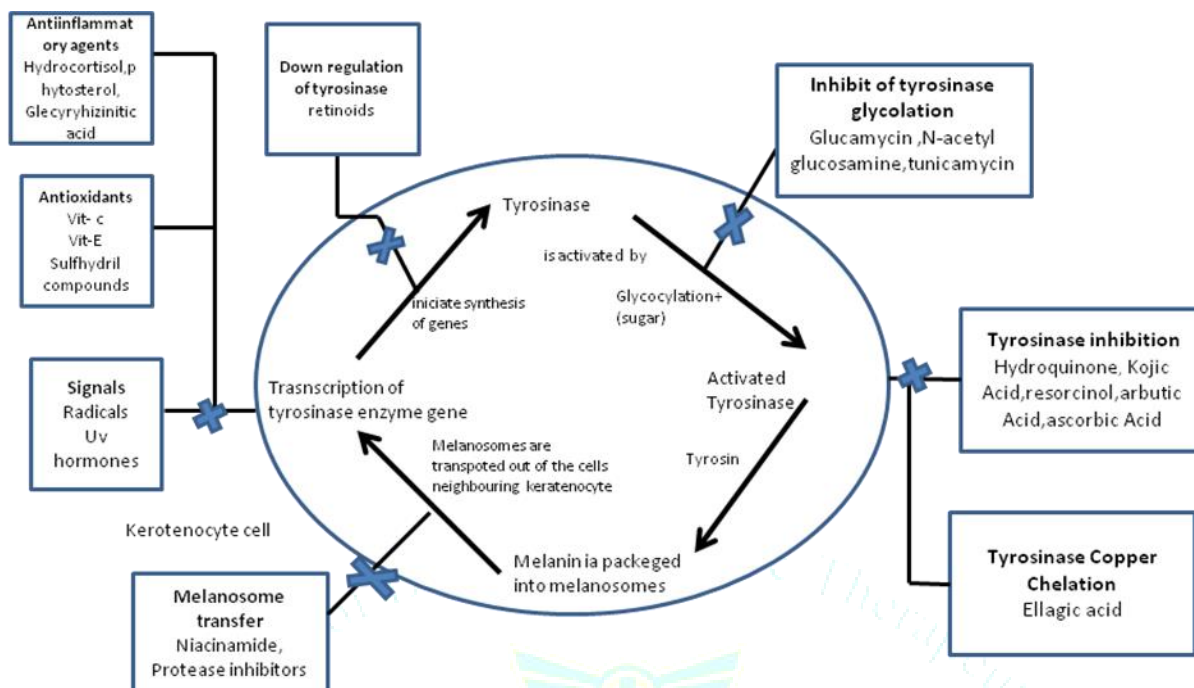 Antiinflammat
ory agents
Hydrocortisol,p
hytosterol,
Glecyryhizinitic
acid
Down regulation
of tyrosinase
retinoids
Inhibit of tyrosinase
glycolation
Glucamycin ,N-acetyl
glucosamine,tunicamycin
Antioxidants
Vit- c
Vit-E
Sulfhydril
compounds
Tyrosinase
is activated by
Glycocylation+
(sugar)
iniciate synthesis
of genes
Signals
Radicals
Uv
hormones
Trasnscription of
tyrosinase enzyme gene
Activated
Tyrosinase
Tyrosinase inhibition
Hydroquinone, Kojic
Acid,resorcinol,arbutic
Acid,ascorbic Acid
Melanosomes are
transpoted out of the cells
neighbouring keratenocyte
Tyrosin
Kerotenocyte cell
Melanin ia packeged
into melanosomes
Tyrosinase Copper
Chelation
Ellagic acid
Melanosome
transfer
Niacinamide,
Protease inhibitors